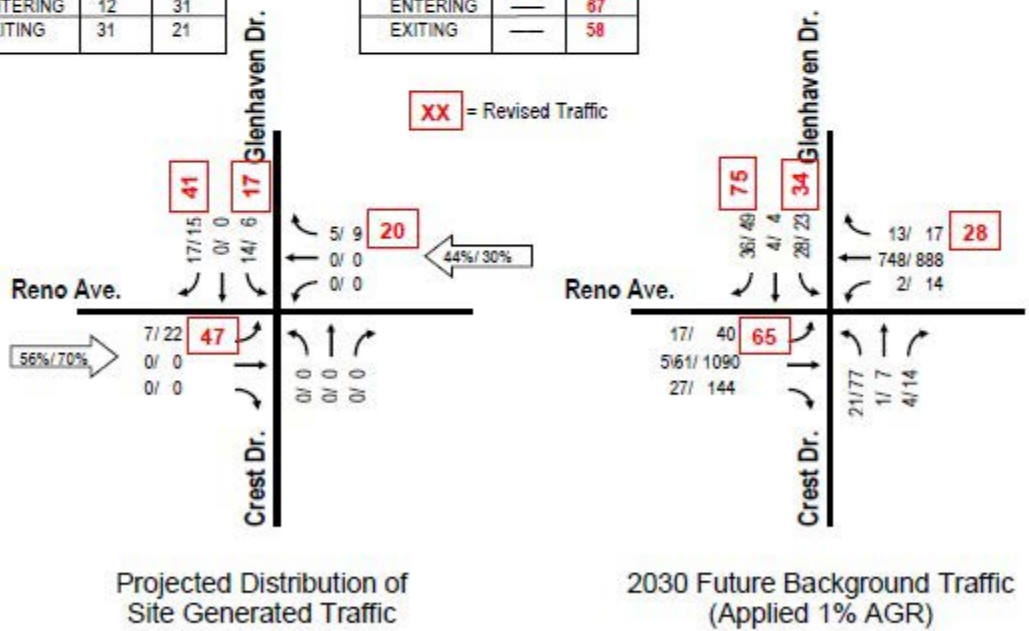 NTERING 12 31
ITING 31 21
ENTERING — 67
EXITING — 58
XX = Revised Traffic
Glenhaven Dr.
41 17
17/ 15
0/ 0
14/ 6
5/ 9 20
0/ 0
0/ 0
44%/ 30%
Reno Ave.
7/ 22 47
0/ 0
0/ 0
56%/ 70%
0/ 0
0/ 0
0/ 0
Crest Dr.
Projected Distribution of
Site Generated Traffic
Glenhaven Dr.
75 34
36/ 49
4/ 4
28/ 23
13/ 17 28
748/ 888
2/ 14
Reno Ave.
17/ 40 65
5\61/ 1090
27/ 144
21/ 77
1/ 7
4/ 14
Crest Dr.
2030 Future Background Traffic
(Applied 1% AGR)